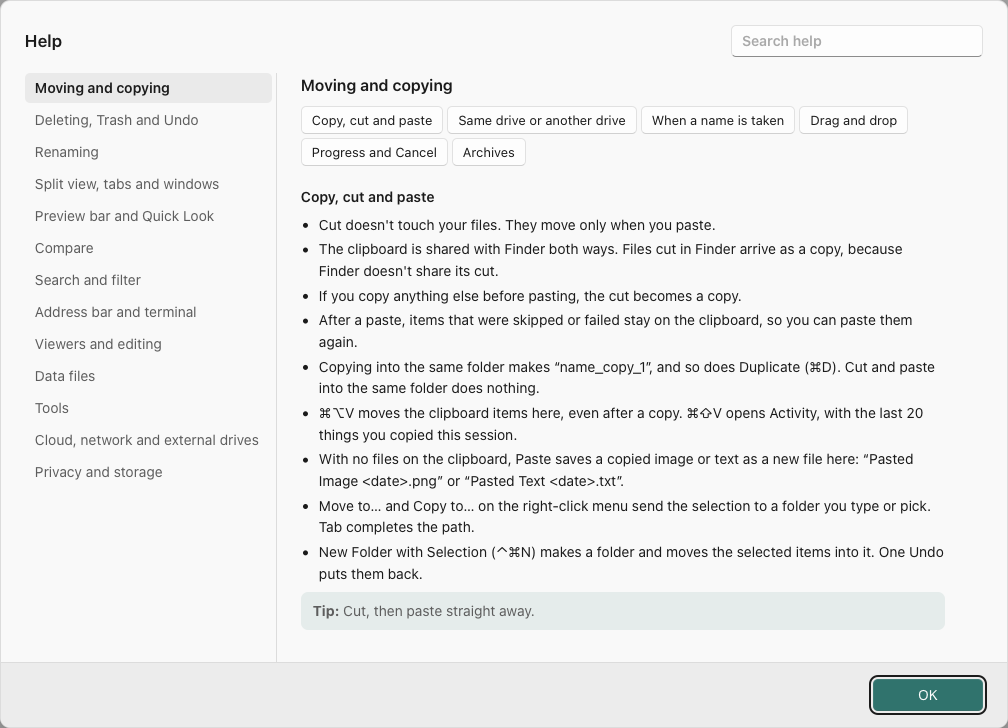 Help
Search help
Moving and copying
Deleting, Trash and Undo
Renaming
Split view, tabs and windows
Preview bar and Quick Look
Compare
Search and filter
Address bar and terminal
Viewers and editing
Data files
Tools
Cloud, network and external drives
Privacy and storage
Moving and copying
Copy, cut and paste
Same drive or another drive
When a name is taken
Drag and drop
Progress and Cancel
Archives
Copy, cut and paste
• Cut doesn't touch your files. They move only when you paste.
• The clipboard is shared with Finder both ways. Files cut in Finder arrive as a copy, because
Finder doesn't share its cut.
• If you copy anything else before pasting, the cut becomes a copy.
• After a paste, items that were skipped or failed stay on the clipboard, so you can paste them
again.
• Copying into the same folder makes “name_copy_1”, and so does Duplicate (⌘D). Cut and paste
into the same folder does nothing.
• ⌘⌥V moves the clipboard items here, even after a copy. ⌘⇧V opens Activity, with the last 20
things you copied this session.
• With no files on the clipboard, Paste saves a copied image or text as a new file here: “Pasted
Image <date>.png” or “Pasted Text <date>.txt”.
• Move to… and Copy to… on the right-click menu send the selection to a folder you type or pick.
Tab completes the path.
• New Folder with Selection (^⌘N) makes a folder and moves the selected items into it. One Undo
puts them back.
Tip: Cut, then paste straight away.
OK